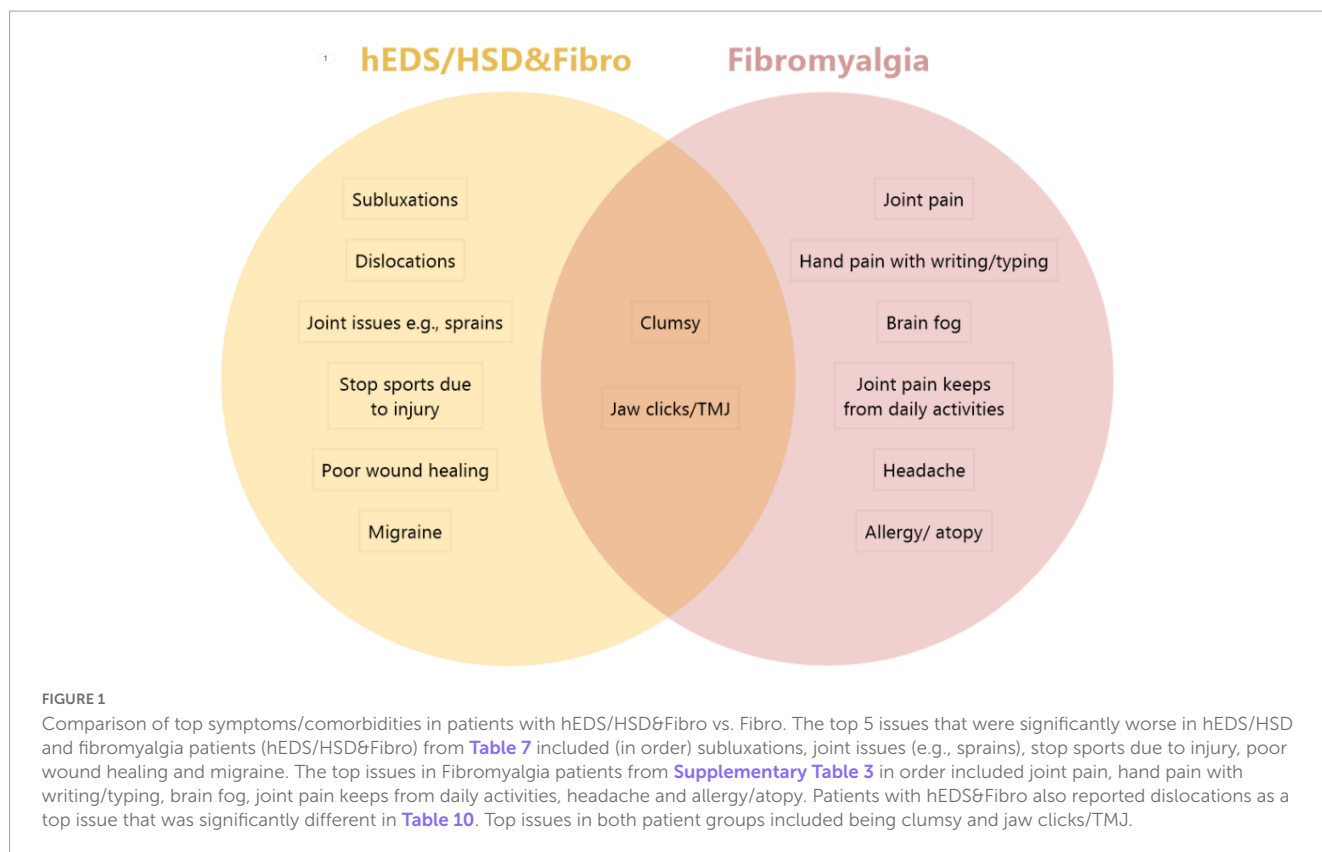 1
hEDS/HSD&Fibro
Fibromyalgia
Subluxations
Dislocations
Joint issues e.g., sprains
Stop sports due
to injury
Poor wound healing
Migraine
Clumsy
Jaw clicks/TMJ
Joint pain
Hand pain with writing/typing
Brain fog
Joint pain keeps
from daily activities
Headache
Allergy/ atopy
FIGURE 1
Comparison of top symptoms/comorbidities in patients with hEDS/HSD&Fibro vs. Fibro. The top 5 issues that were significantly worse in hEDS/HSD
and fibromyalgia patients (hEDS/HSD&Fibro) from Table 7 included (in order) subluxations, joint issues (e.g., sprains), stop sports due to injury, poor
wound healing and migraine. The top issues in Fibromyalgia patients from Supplementary Table 3 in order included joint pain, hand pain with
writing/typing, brain fog, joint pain keeps from daily activities, headache and allergy/atopy. Patients with hEDS&Fibro also reported dislocations as a
top issue that was significantly different in Table 10. Top issues in both patient groups included being clumsy and jaw clicks/TMJ.